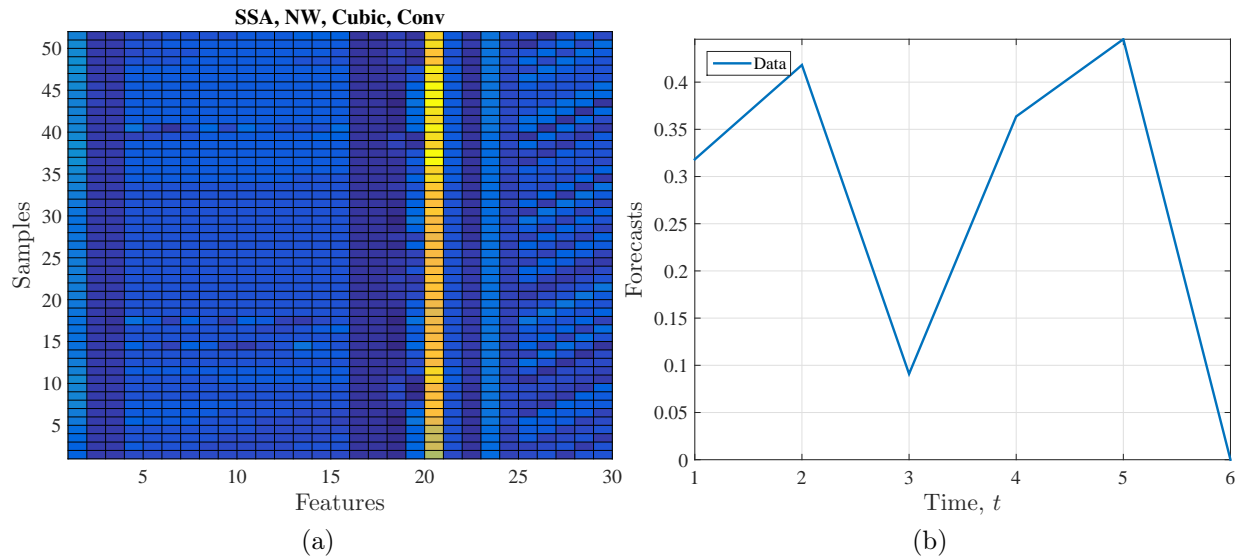 SSA, NW, Cubic, Conv
50
45
40
35
30
25
20
15
10
5
Samples
5 10 15 20 25 30
Features
(a)
Data
0.4
0.35
0.3
0.25
0.2
0.15
0.1
0.05
0
Forecasts
1 2 3 4 5 6
Time, t
(b)